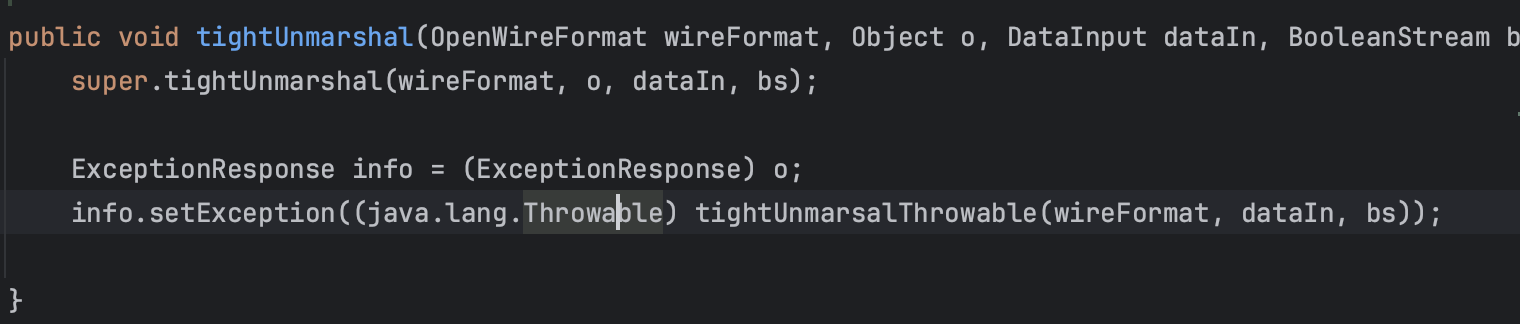 public void tightUnmarshal(OpenWireFormat wireFormat, Object o, DataInput dataIn, BooleanStream b
super.tightUnmarshal(wireFormat, o, dataIn, bs);
ExceptionResponse info = (ExceptionResponse) o;
info.setException((java.lang.Throwable) tightUnmarsalThrowable(wireFormat, dataIn, bs));
}